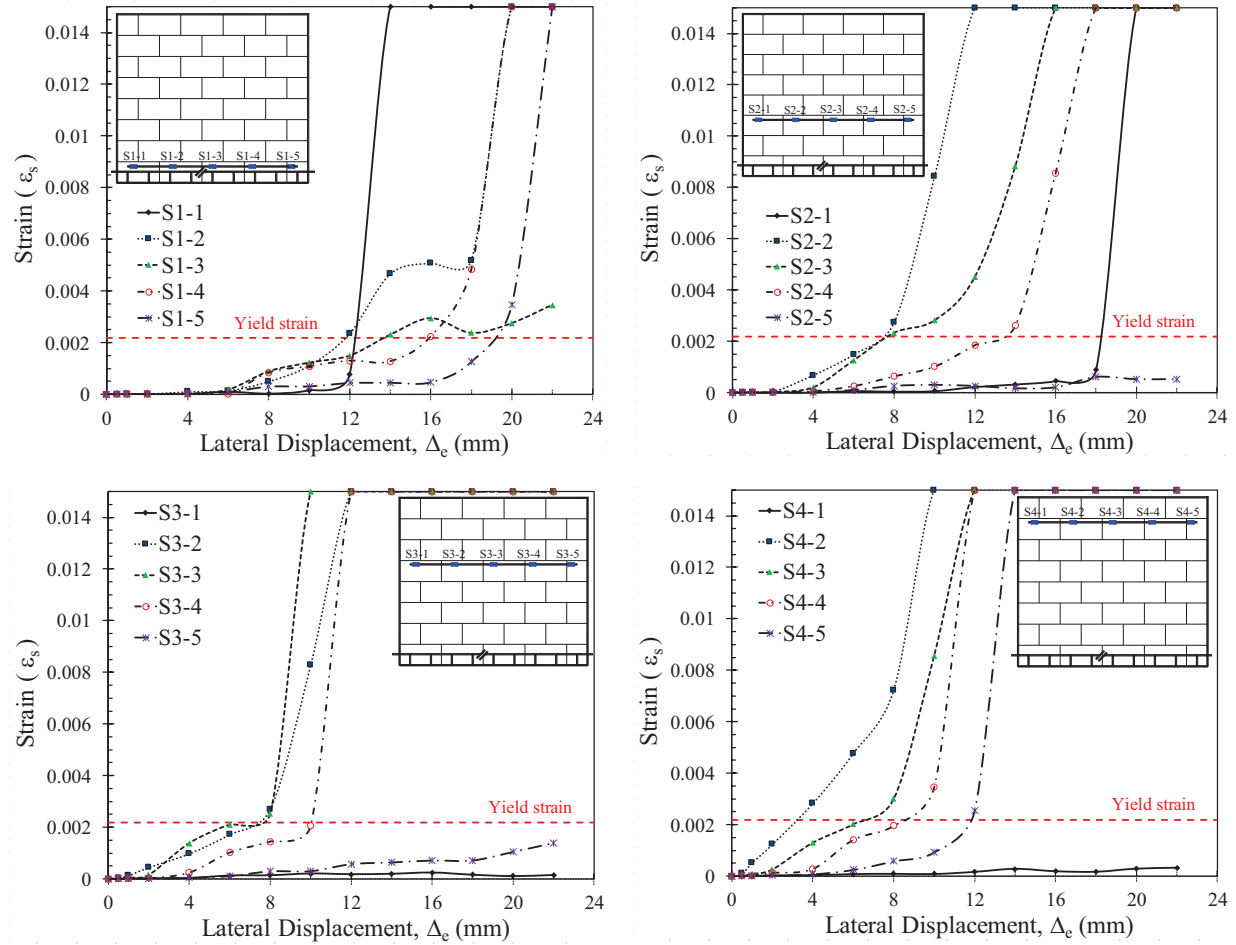 0.014
0.012
0.01
0.008
0.006
0.004
0.002
0
Strain ( εs)
S1-1 S1-2 S1-3 S1-4 S1-5
S1-1
S1-2
S1-3
S1-4
S1-5
Yield strain
0 4 8 12 16 20 24
Lateral Displacement, Δe (mm)
0.014
0.012
0.01
0.008
0.006
0.004
0.002
0
Strain ( εs)
S2-1 S2-2 S2-3 S2-4 S2-5
S2-1
S2-2
S2-3
S2-4
S2-5
Yield strain
0 4 8 12 16 20 24
Lateral Displacement, Δe (mm)
0.014
0.012
0.01
0.008
0.006
0.004
0.002
0
Strain ( εs)
S3-1
S3-2
S3-3
S3-4
S3-5
S3-1 S3-2 S3-3 S3-4 S3-5
Yield strain
0 4 8 12 16 20 24
Lateral Displacement, Δe (mm)
0.014
0.012
0.01
0.008
0.006
0.004
0.002
0
Strain ( εs)
S4-1
S4-2
S4-3
S4-4
S4-5
S4-1 S4-2 S4-3 S4-4 S4-5
Yield strain
0 4 8 12 16 20 24
Lateral Displacement, Δe (mm)